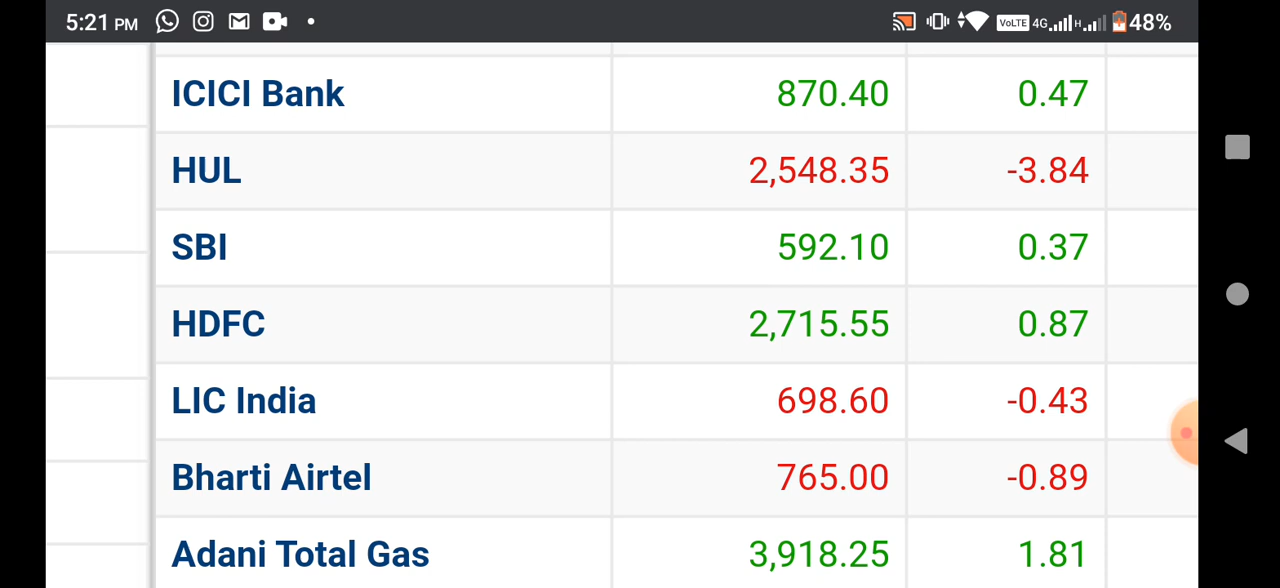 5:21 PM VoLTE 4G H 48%
ICICI Bank 870.40 0.47
HUL 2,548.35 -3.84
SBI 592.10 0.37
HDFC 2,715.55 0.87
LIC India 698.60 -0.43
Bharti Airtel 765.00 -0.89
Adani Total Gas 3,918.25 1.81